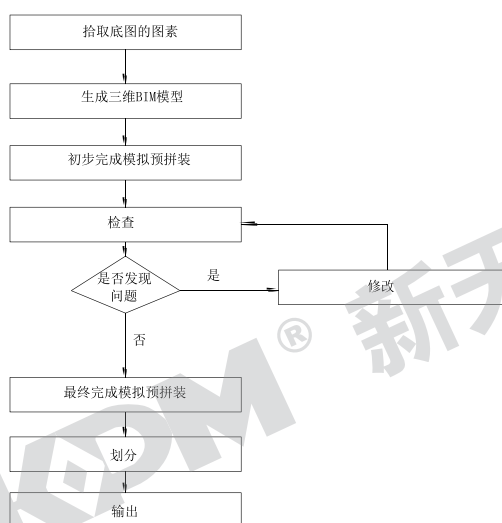 拾取底图的图素
生成三维BIM模型
初步完成模拟预拼装
检查
是否发现
问题
是
修改
否
最终完成模拟预拼装
划分
输出
KPM®
新天